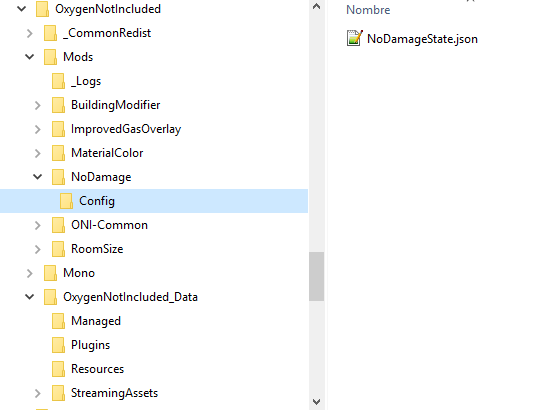 OxygenNotIncluded
_CommonRedist
Mods
_Logs
BuildingModifier
ImprovedGasOverlay
MaterialColor
NoDamage
Config
ONI-Common
RoomSize
Mono
OxygenNotIncluded_Data
Managed
Plugins
Resources
StreamingAssets
Nombre
NoDamageState.json